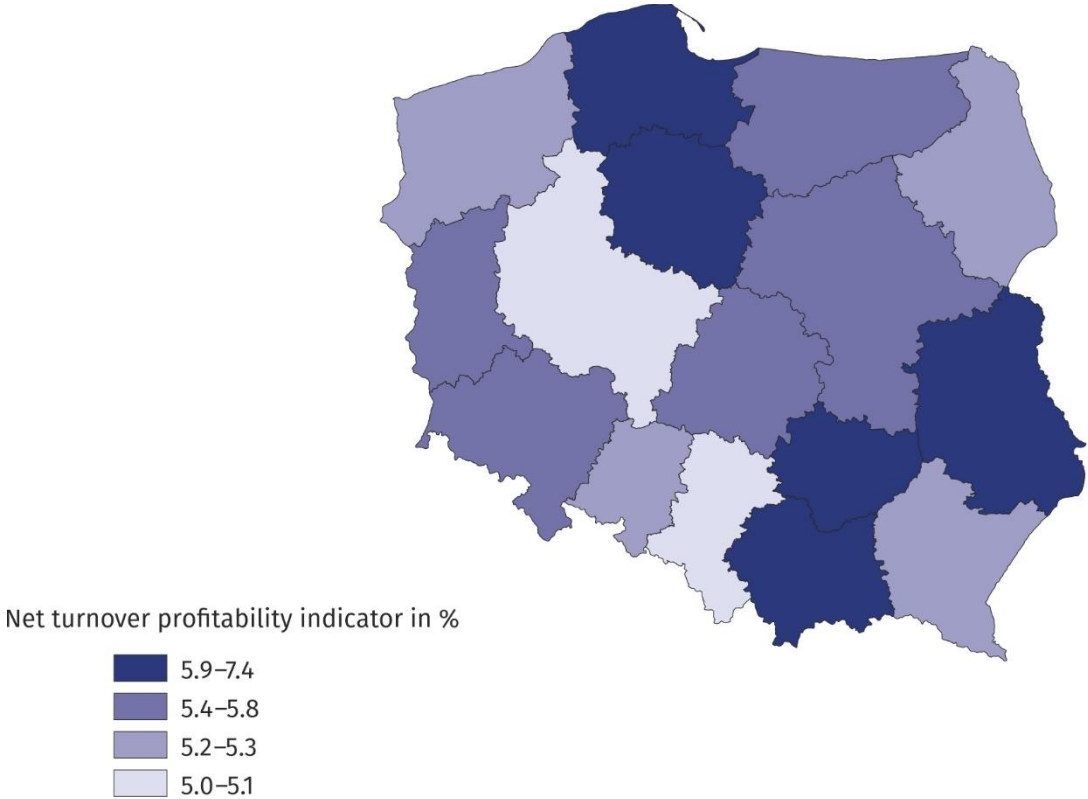 Net turnover profitability indicator in %
5.9–7.4
5.4–5.8
5.2–5.3
5.0–5.1